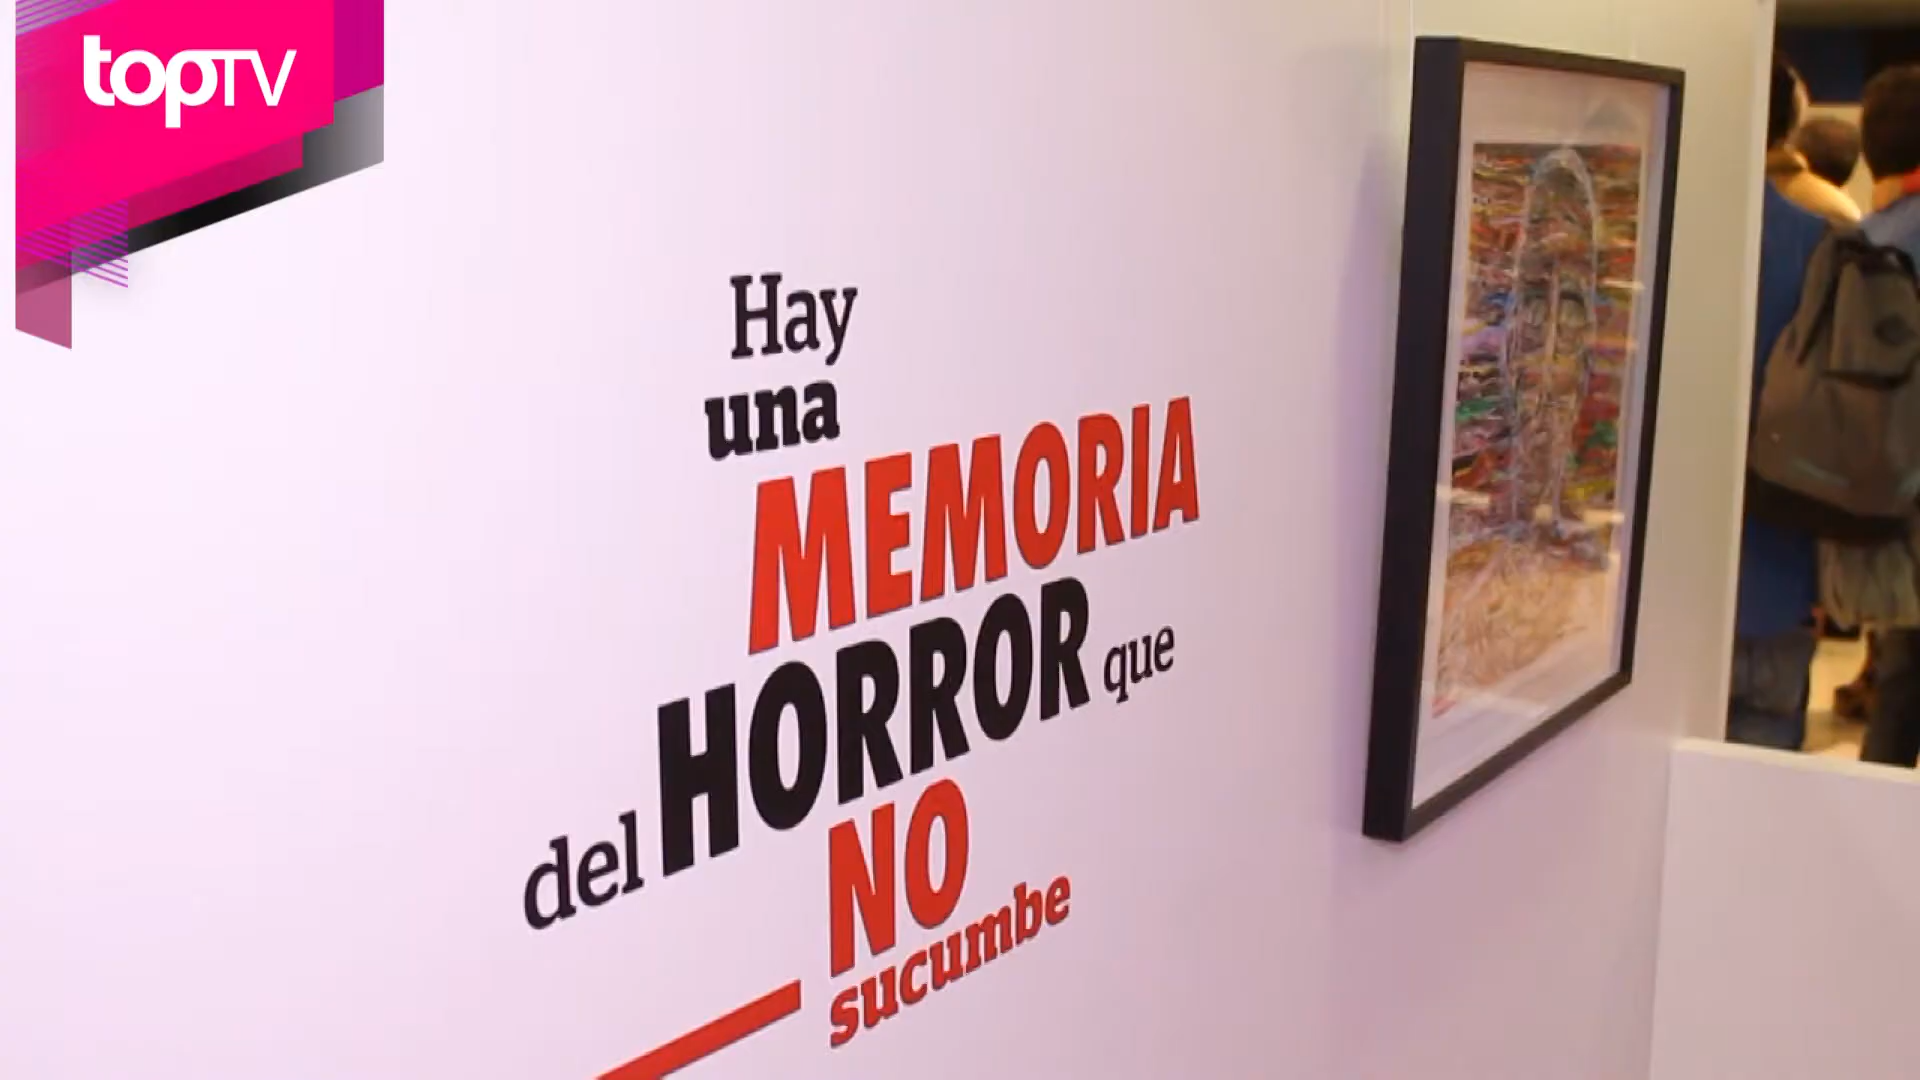 topTV
Hay
una
MEMORIA
del HORROR que
NO
sucumbe